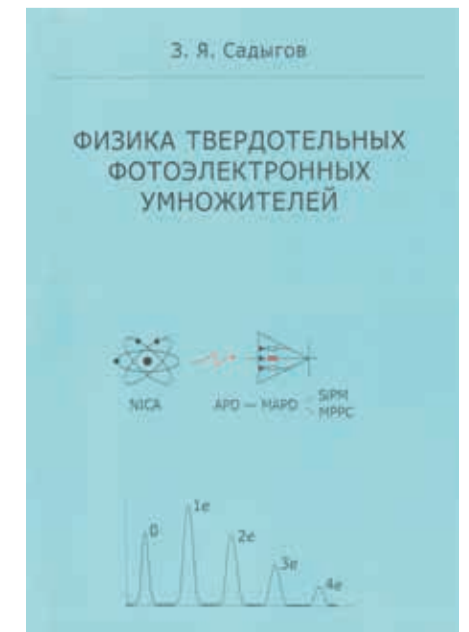 З. Я. Садыгов
ФИЗИКА ТВЕРДОТЕЛЬНЫХ
ФОТОЭЛЕКТРОННЫХ
УМНОЖИТЕЛЕЙ
NICA
APD — MAPD
SiPM
MPPC
0
1e
2e
3e
4e